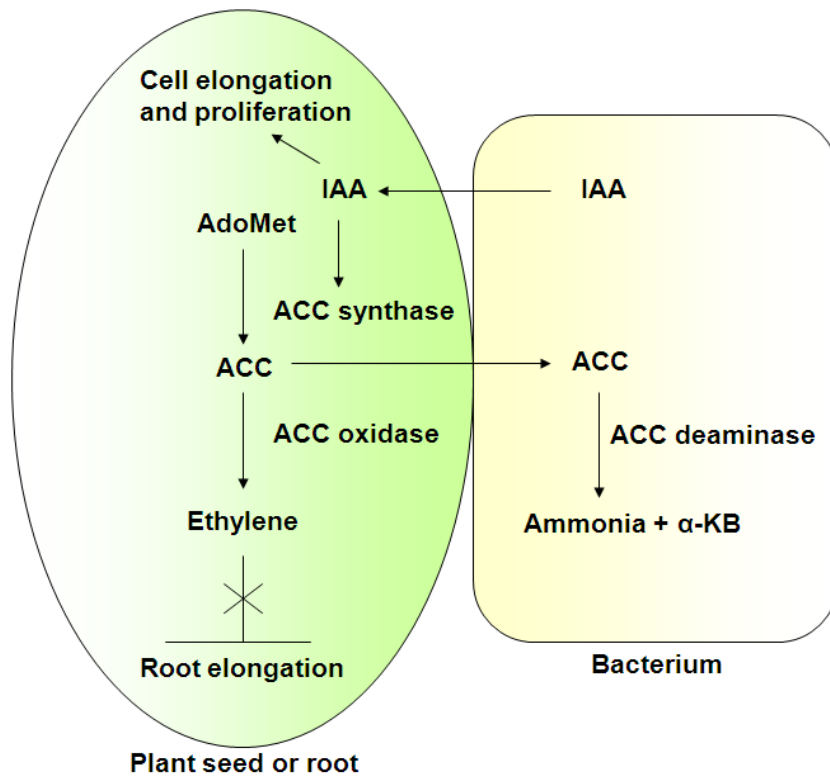 Cell elongation
and proliferation
IAA
IAA
AdoMet
ACC synthase
ACC
ACC
ACC oxidase
ACC deaminase
Ethylene
Ammonia + α-KB
Root elongation
Bacterium
Plant seed or root